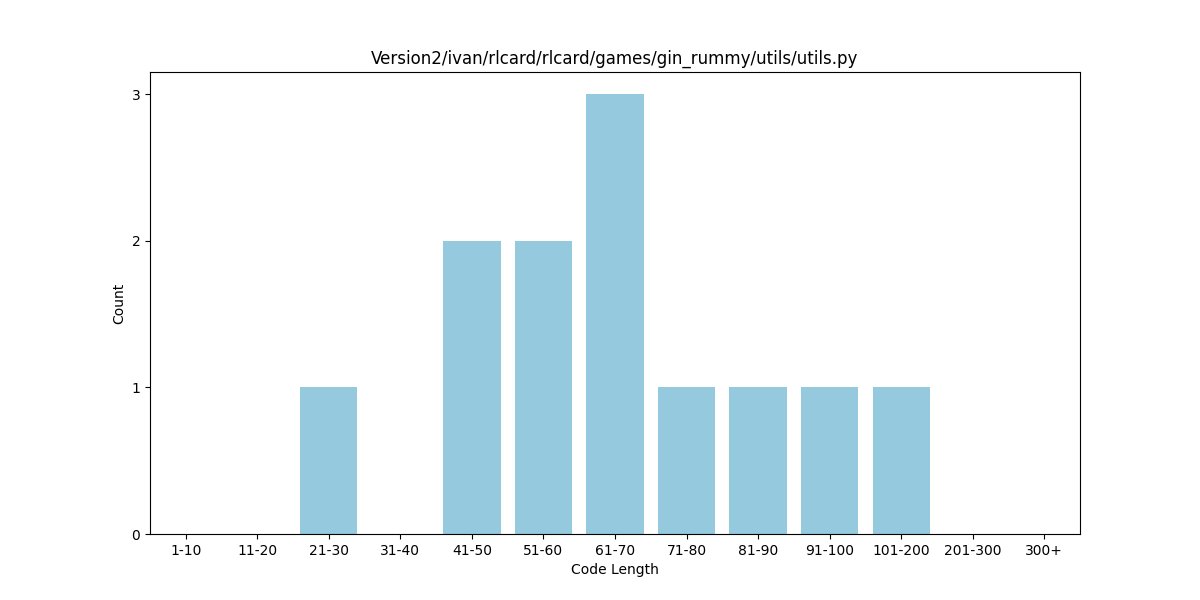 Version2/ivan/rlcard/rlcard/games/gin_rummy/utils/utils.py
3
2
1
0
Count
1-10 11-20 21-30 31-40 41-50 51-60 61-70 71-80 81-90 91-100 101-200 201-300 300+
Code Length